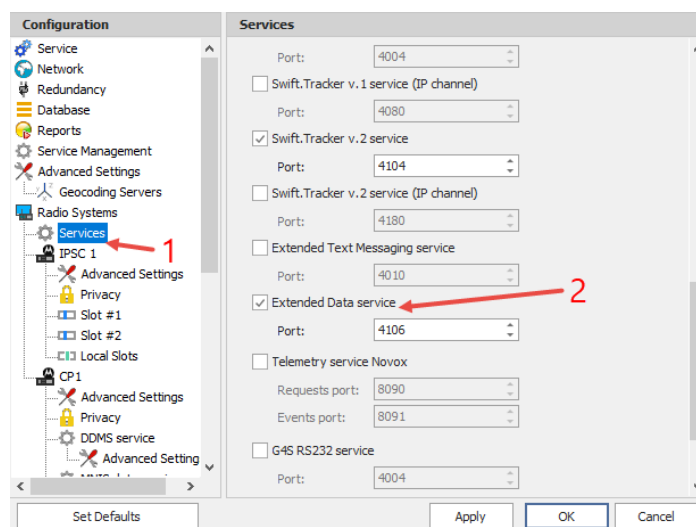 Configuration
Service
Network
Redundancy
Database
Reports
Service Management
Advanced Settings
Geocoding Servers
Radio Systems
Services
1
IPSC 1
Advanced Settings
Privacy
Slot #1
Slot #2
Local Slots
CP1
Advanced Settings
Privacy
DDMS service
Advanced Setting
Set Defaults
Services
Port: 4004
Swift.Tracker v.1 service (IP channel)
Port: 4080
Swift.Tracker v.2 service
Port: 4104
Swift.Tracker v.2 service (IP channel)
Port: 4180
Extended Text Messaging service
Port: 4010
Extended Data service
2
Port: 4106
Telemetry service Novox
Requests port: 8090
Events port: 8091
G4S RS232 service
Port: 4004
Apply
OK
Cancel